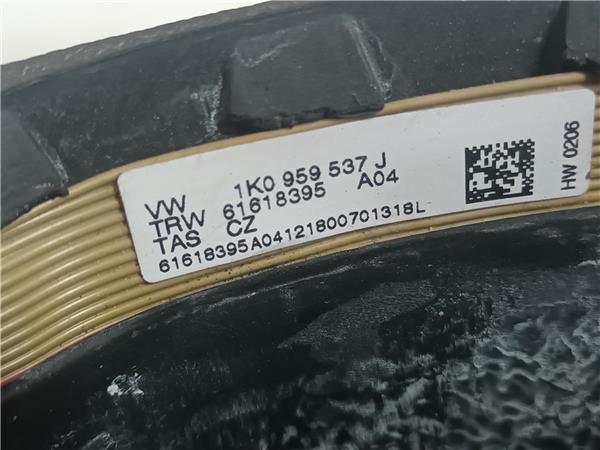 VW 1K0 959 537 J
TRW 61618395 A04
TAS CZ
61618395A04121800701318L
HW 0206